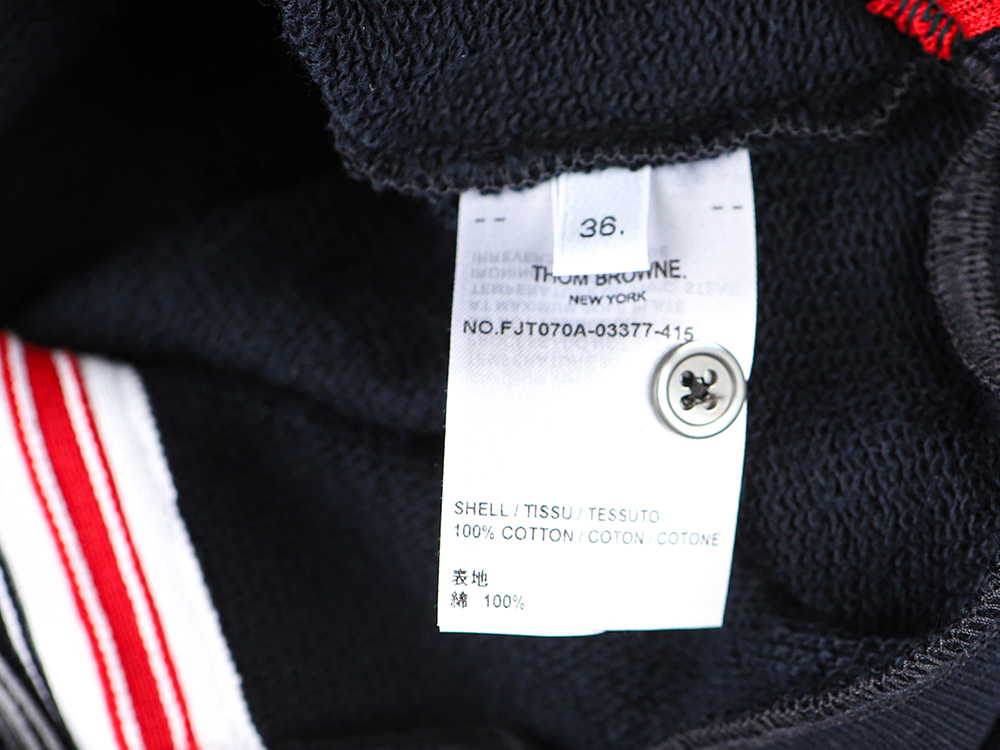 36.
THOM BROWNE.
NEW YORK
NO.FJT070A-03377-415
SHELL / TISSU / TESSUTO
100% COTTON / COTON / COTONE
表地
綿 100%